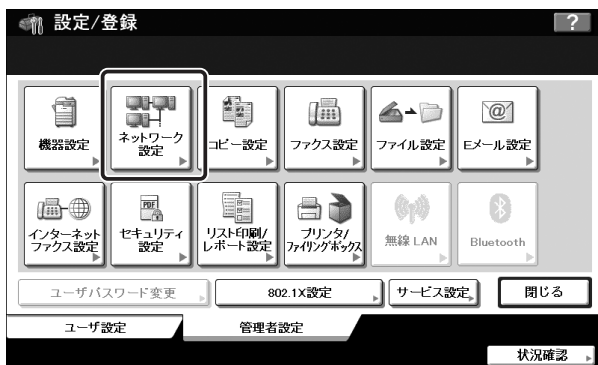 設定/登録
?
機器設定
ネットワーク
設定
コピー設定
ファクス設定
ファイル設定
@
Eメール設定
インターネット
ファクス設定
PDF
セキュリティ
設定
リスト印刷/
レポート設定
プリンタ/
ファイリングボックス
無線 LAN
Bluetooth
ユーザパスワード変更
802.1X設定
サービス設定
閉じる
ユーザ設定
管理者設定
状況確認